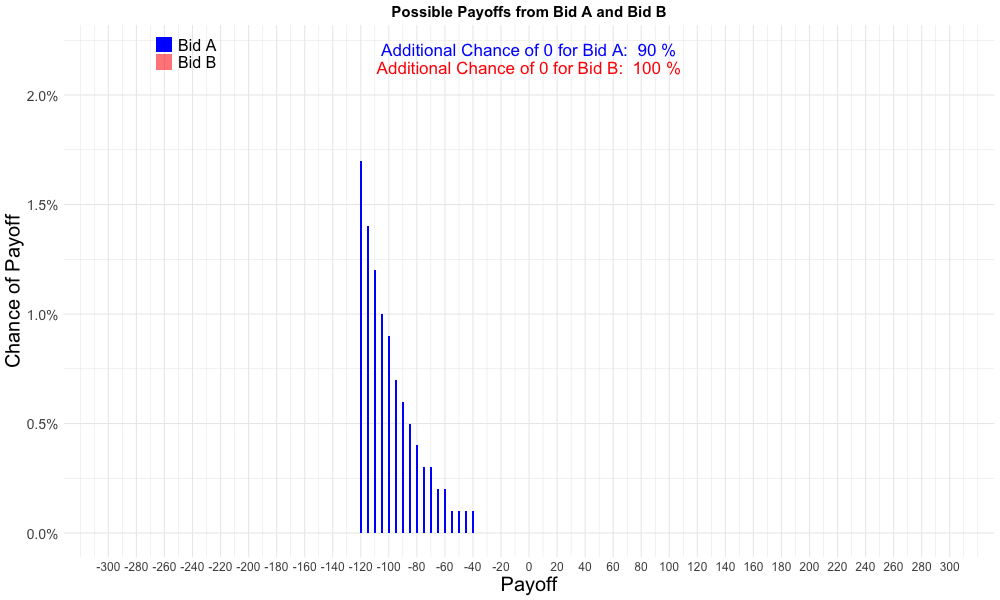 Possible Payoffs from Bid A and Bid B
Bid A
Bid B
Additional Chance of 0 for Bid A:  90 %
Additional Chance of 0 for Bid B:  100 %
Chance of Payoff
2.0%
1.5%
1.0%
0.5%
0.0%
-300 -280 -260 -240 -220 -200 -180 -160 -140 -120 -100 -80 -60 -40 -20 0 20 40 60 80 100 120 140 160 180 200 220 240 260 280 300
Payoff